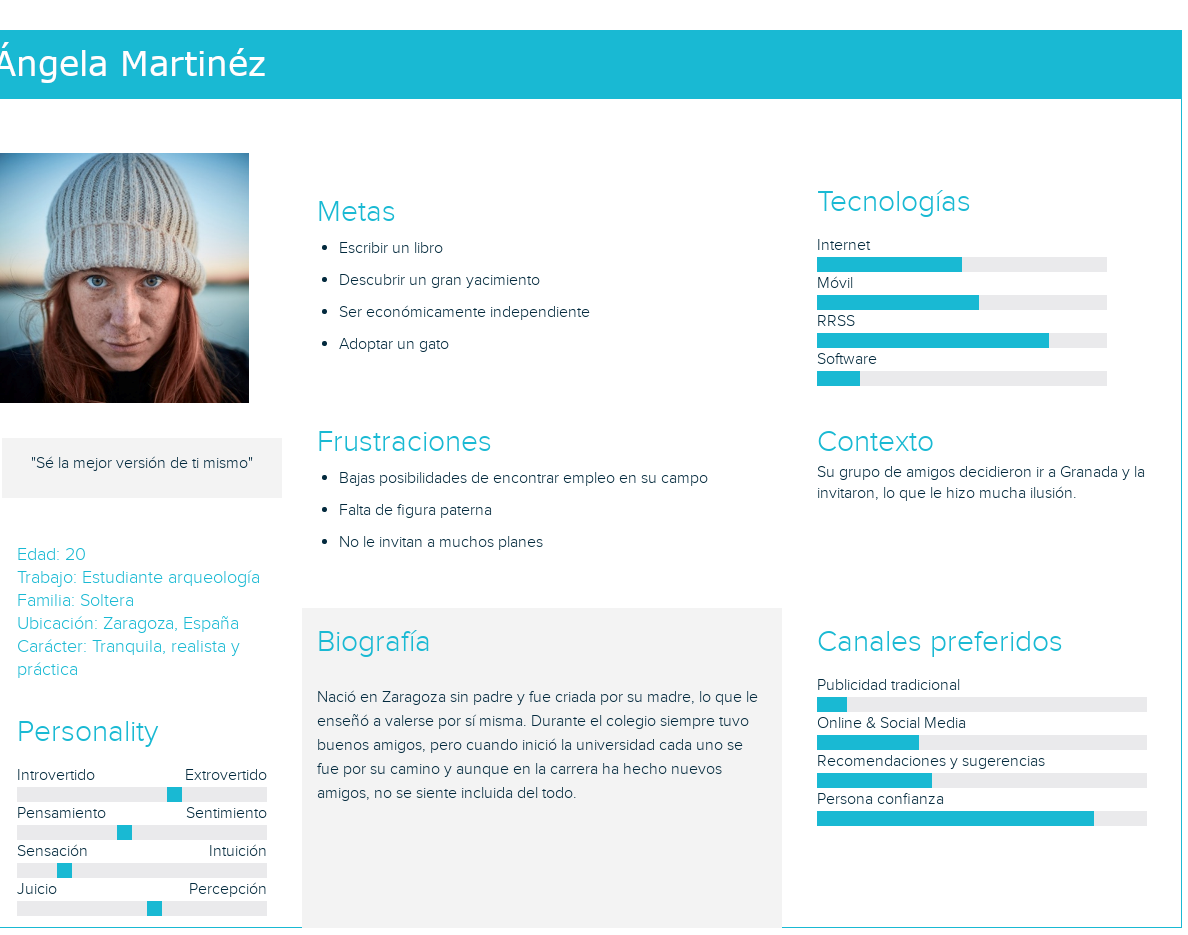 Ángela Martinéz
"Sé la mejor versión de ti mismo"
Edad: 20
Trabajo: Estudiante arqueología
Familia: Soltera
Ubicación: Zaragoza, España
Carácter: Tranquila, realista y
práctica
Personality
Introvertido Extrovertido
Pensamiento Sentimiento
Sensación Intuición
Juicio Percepción
Metas
Escribir un libro
Descubrir un gran yacimiento
Ser económicamente independiente
Adoptar un gato
Frustraciones
Bajas posibilidades de encontrar empleo en su campo
Falta de figura paterna
No le invitan a muchos planes
Biografía
Nació en Zaragoza sin padre y fue criada por su madre, lo que le
enseñó a valerse por sí misma. Durante el colegio siempre tuvo
buenos amigos, pero cuando inició la universidad cada uno se
fue por su camino y aunque en la carrera ha hecho nuevos
amigos, no se siente incluida del todo.
Tecnologías
Internet
Móvil
RRSS
Software
Contexto
Su grupo de amigos decidieron ir a Granada y la
invitaron, lo que le hizo mucha ilusión.
Canales preferidos
Publicidad tradicional
Online & Social Media
Recomendaciones y sugerencias
Persona confianza